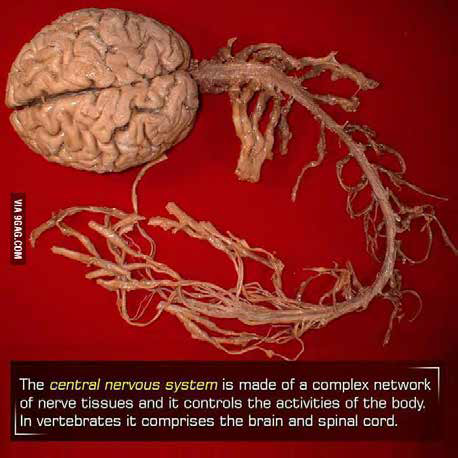 VIA 9GAG.COM
The central nervous system is made of a complex network
of nerve tissues and it controls the activities of the body.
In vertebrates it comprises the brain and spinal cord.